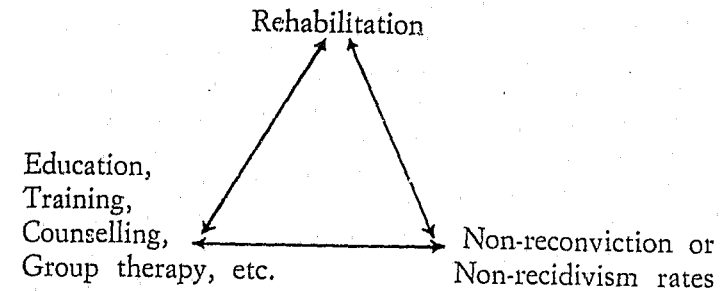 Rehabilitation
Education,
Training,
Counselling,
Group therapy, etc.
Non-reconviction or
Non-recidivism rates